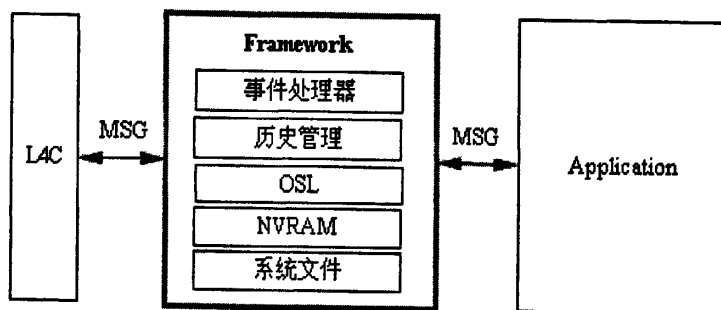 Framework
事件处理器
历史管理
OSL
NVRAM
系统文件
L4C
MSG
MSG
Application